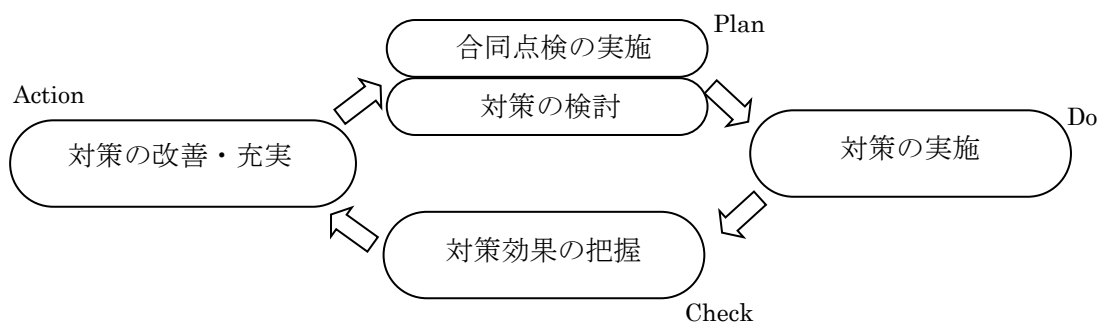 Plan
合同点検の実施
対策の検討
Action
対策の改善・充実
Do
対策の実施
対策効果の把握
Check